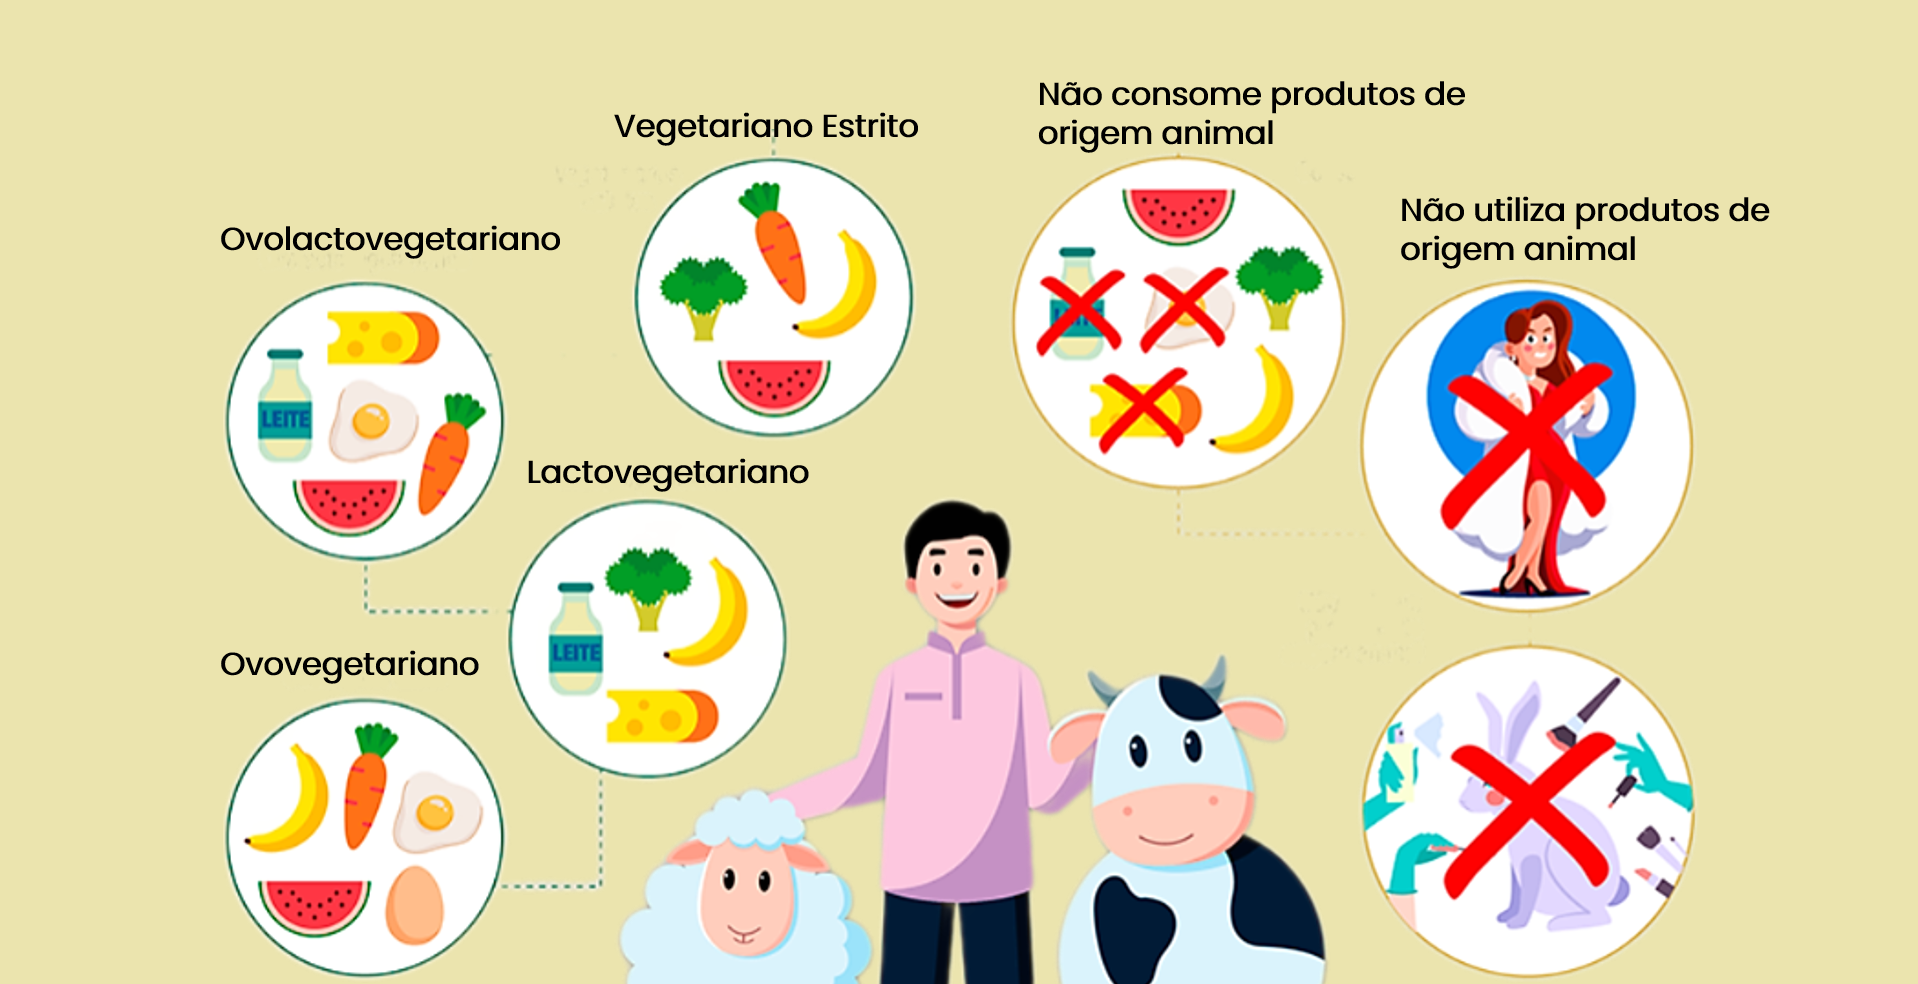 Não consome produtos de
origem animal
Vegetariano Estrito
Não utiliza produtos de
origem animal
Ovolactovegetariano
LEITE
Lactovegetariano
LEITE
Ovovegetariano